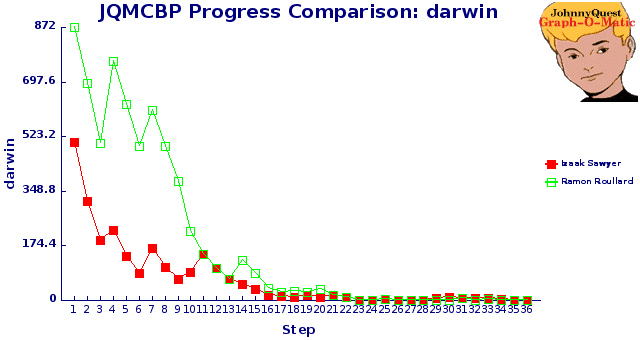 JQMCBP Progress Comparison: darwin
JohnnyQuest
Graph-O-Matic
872
697.6
523.2
348.8
174.4
0
darwin
Izaak Sawyer
Ramon Roullard
1 2 3 4 5 6 7 8 9 10 11 12 13 14 15 16 17 18 19 20 21 22 23 24 25 26 27 28 29 30 31 32 33 34 35 36
Step